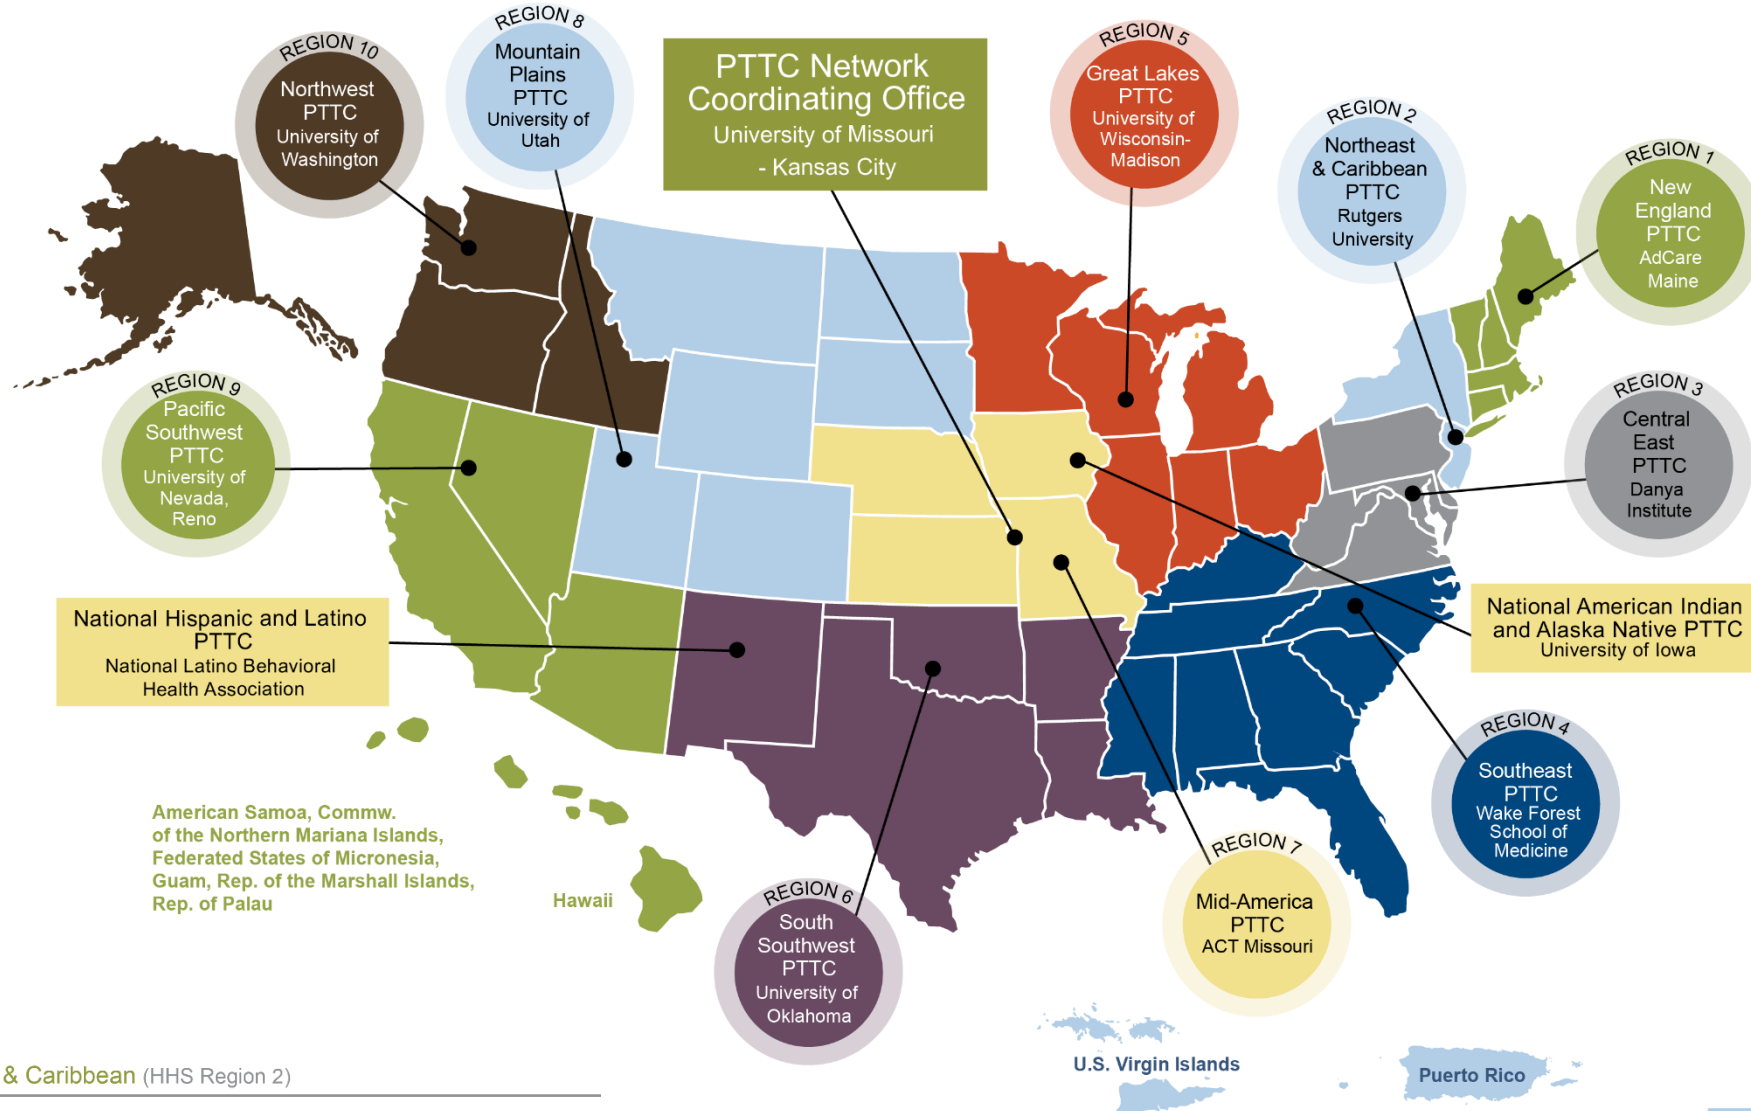 REGION 10
Northwest
PTTC
University of
Washington
REGION 8
Mountain
Plains
PTTC
University of
Utah
PTTC Network
Coordinating Office
University of Missouri
- Kansas City
REGION 5
Great Lakes
PTTC
University of
Wisconsin-
Madison
REGION 2
Northeast
& Caribbean
PTTC
Rutgers
University
REGION 1
New
England
PTTC
AdCare
Maine
REGION 9
Pacific
Southwest
PTTC
University of
Nevada,
Reno
REGION 3
Central
East
PTTC
Danya
Institute
National Hispanic and Latino
PTTC
National Latino Behavioral
Health Association
National American Indian
and Alaska Native PTTC
University of Iowa
REGION 4
Southeast
PTTC
Wake Forest
School of
Medicine
American Samoa, Commw.
of the Northern Mariana Islands,
Federated States of Micronesia,
Guam, Rep. of the Marshall Islands,
Rep. of Palau
Hawaii
REGION 6
South
Southwest
PTTC
University of
Oklahoma
REGION 7
Mid-America
PTTC
ACT Missouri
U.S. Virgin Islands
Puerto Rico
& Caribbean (HHS Region 2)